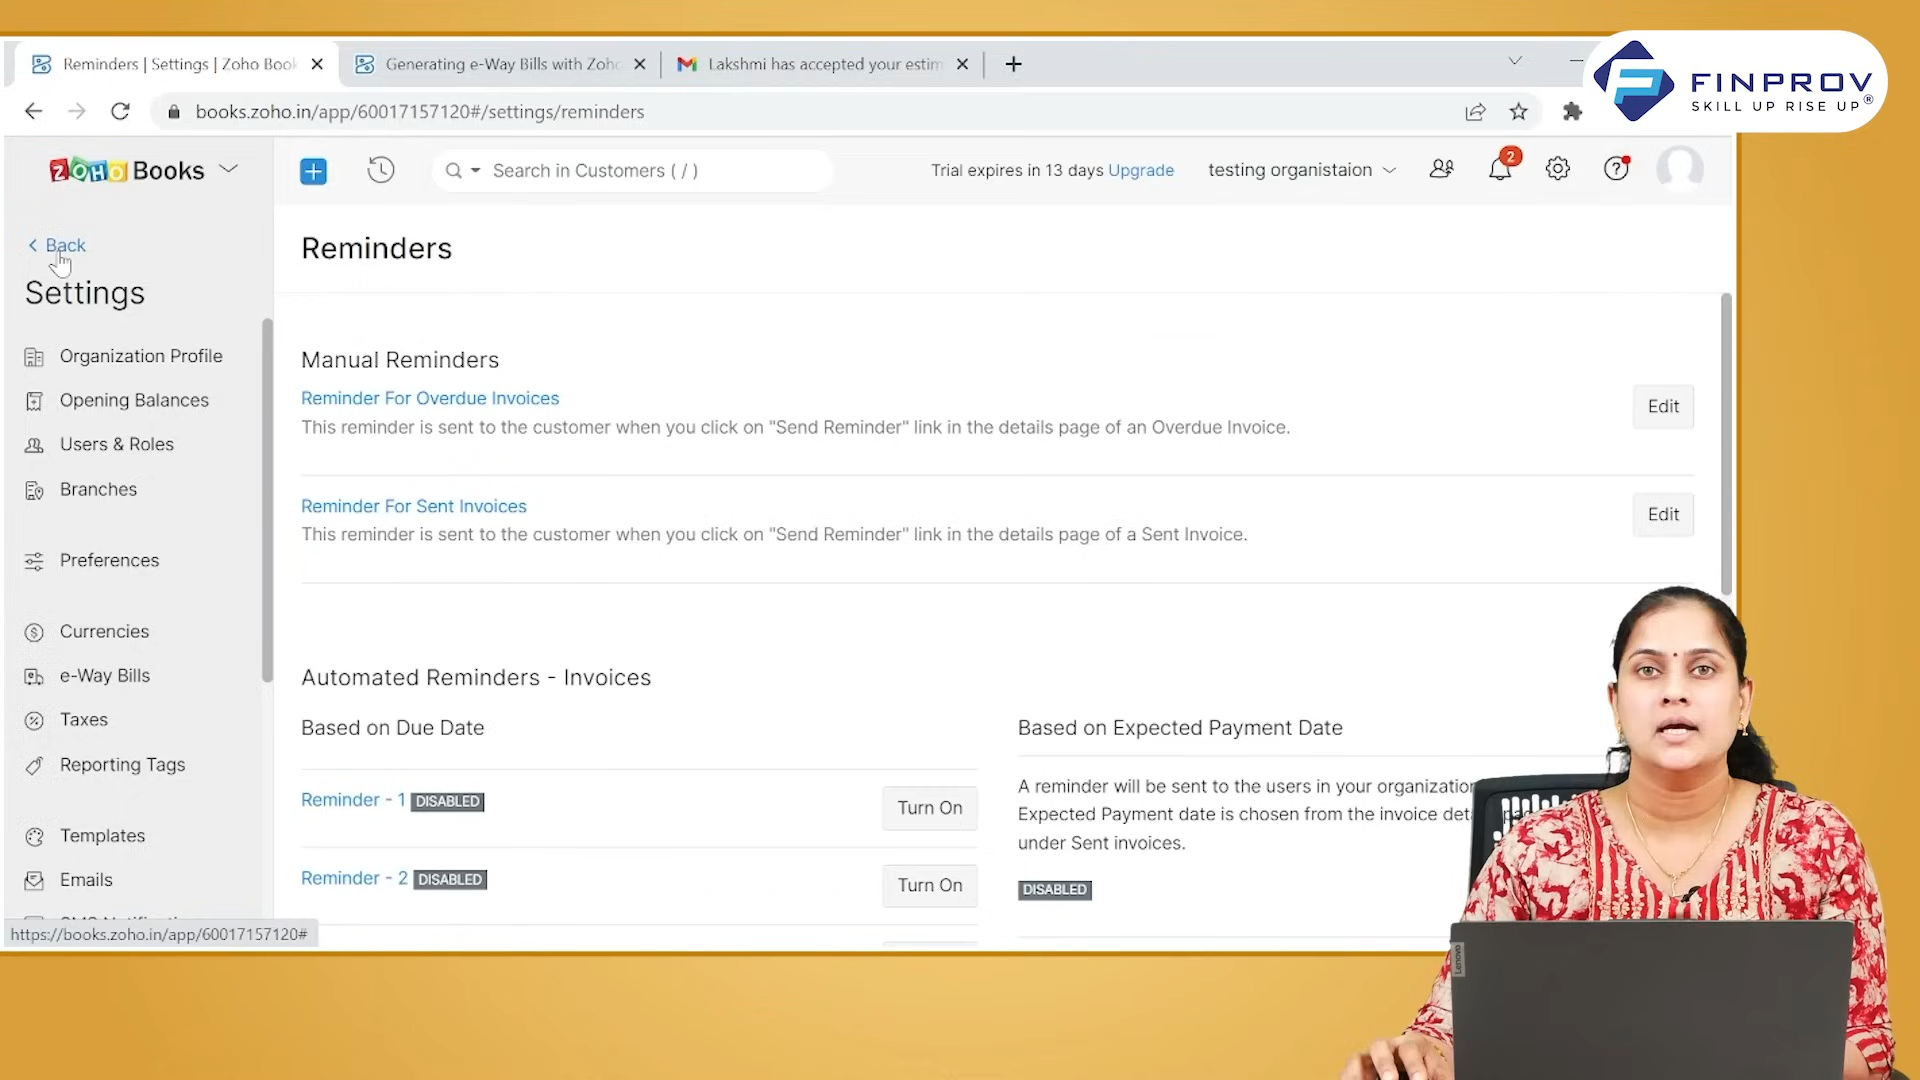 Reminders | Settings | Zoho Book
Generating e-Way Bills with Zoho
Lakshmi has accepted your estim
FINPROV
SKILL UP RISE UP®
books.zoho.in/app/60017157120#/settings/reminders
ZOHO Books
Search in Customers ( / )
Trial expires in 13 days Upgrade
testing organistaion
2
Back
Settings
Organization Profile
Opening Balances
Users & Roles
Branches
Preferences
Currencies
e-Way Bills
Taxes
Reporting Tags
Templates
Emails
https://books.zoho.in/app/60017157120#
Reminders
Manual Reminders
Reminder For Overdue Invoices
This reminder is sent to the customer when you click on "Send Reminder" link in the details page of an Overdue Invoice.
Edit
Reminder For Sent Invoices
This reminder is sent to the customer when you click on "Send Reminder" link in the details page of a Sent Invoice.
Edit
Automated Reminders - Invoices
Based on Due Date
Reminder - 1 DISABLED
Turn On
Reminder - 2 DISABLED
Turn On
Based on Expected Payment Date
A reminder will be sent to the users in your organization
Expected Payment date is chosen from the invoice
under Sent invoices.
DISABLED
Lenovo